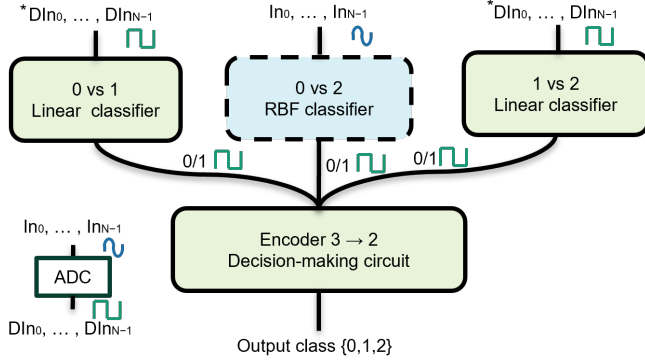 *DIn₀, … , DInN-1
In₀, … , InN-1
*DIn₀, … , DInN-1
0 vs 1
Linear classifier
0 vs 2
RBF classifier
1 vs 2
Linear classifier
0/1
0/1
0/1
Encoder 3 → 2
Decision-making circuit
In₀, … , InN-1
ADC
DIn₀, … , DInN-1
Output class {0,1,2}